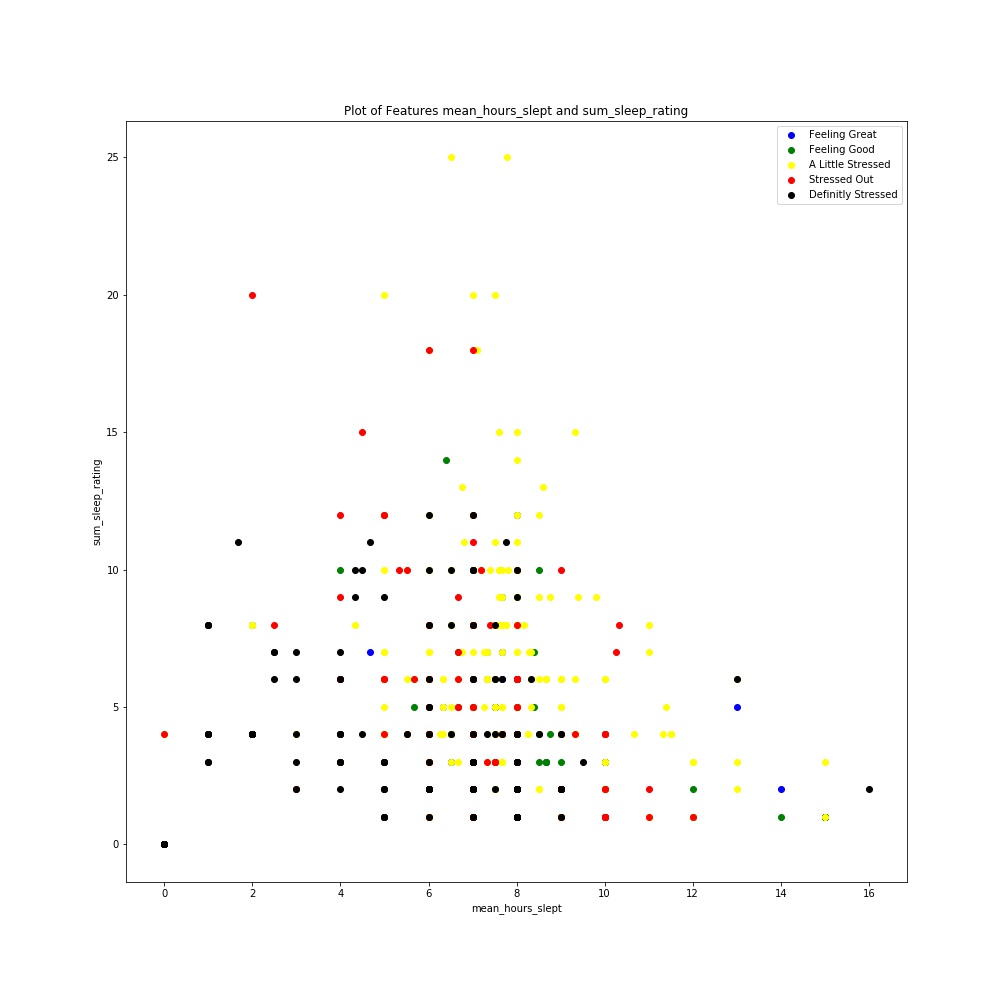 Plot of Features mean_hours_slept and sum_sleep_rating
Feeling Great
Feeling Good
A Little Stressed
Stressed Out
Definitly Stressed
sum_sleep_rating
25
20
15
10
5
0
0 2 4 6 8 10 12 14 16
mean_hours_slept